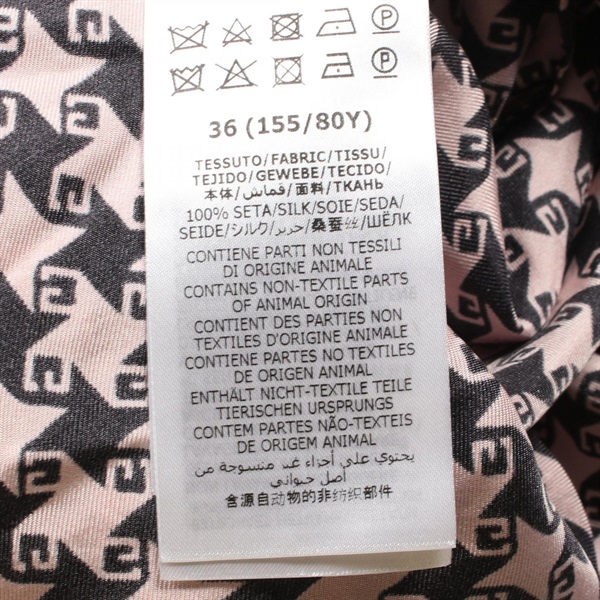 36 (155/80Y)
TESSUTO/FABRIC/TISSU/
TEJIDO/GEWEBE/TECIDO/
本体/قماش/面料/ТКАНЬ
100% SETA/SILK/SOIE/SEDA/
SEIDE/シルク/حرير/桑蚕丝/ШЁЛК
CONTIENE PARTI NON TESSILI
DI ORIGINE ANIMALE
CONTAINS NON-TEXTILE PARTS
OF ANIMAL ORIGIN
CONTIENT DES PARTIES NON
TEXTILES D'ORIGINE ANIMALE
CONTIENE PARTES NO TEXTILES
DE ORIGEN ANIMAL
ENTHÄLT NICHT-TEXTILE TEILE
TIERISCHEN URSPRUNGS
CONTEM PARTES NÃO-TEXTEIS
DE ORIGEM ANIMAL
يحتوي على أجزاء غير منسوجة من
أصل حيواني
含源自动物的非纺织部件